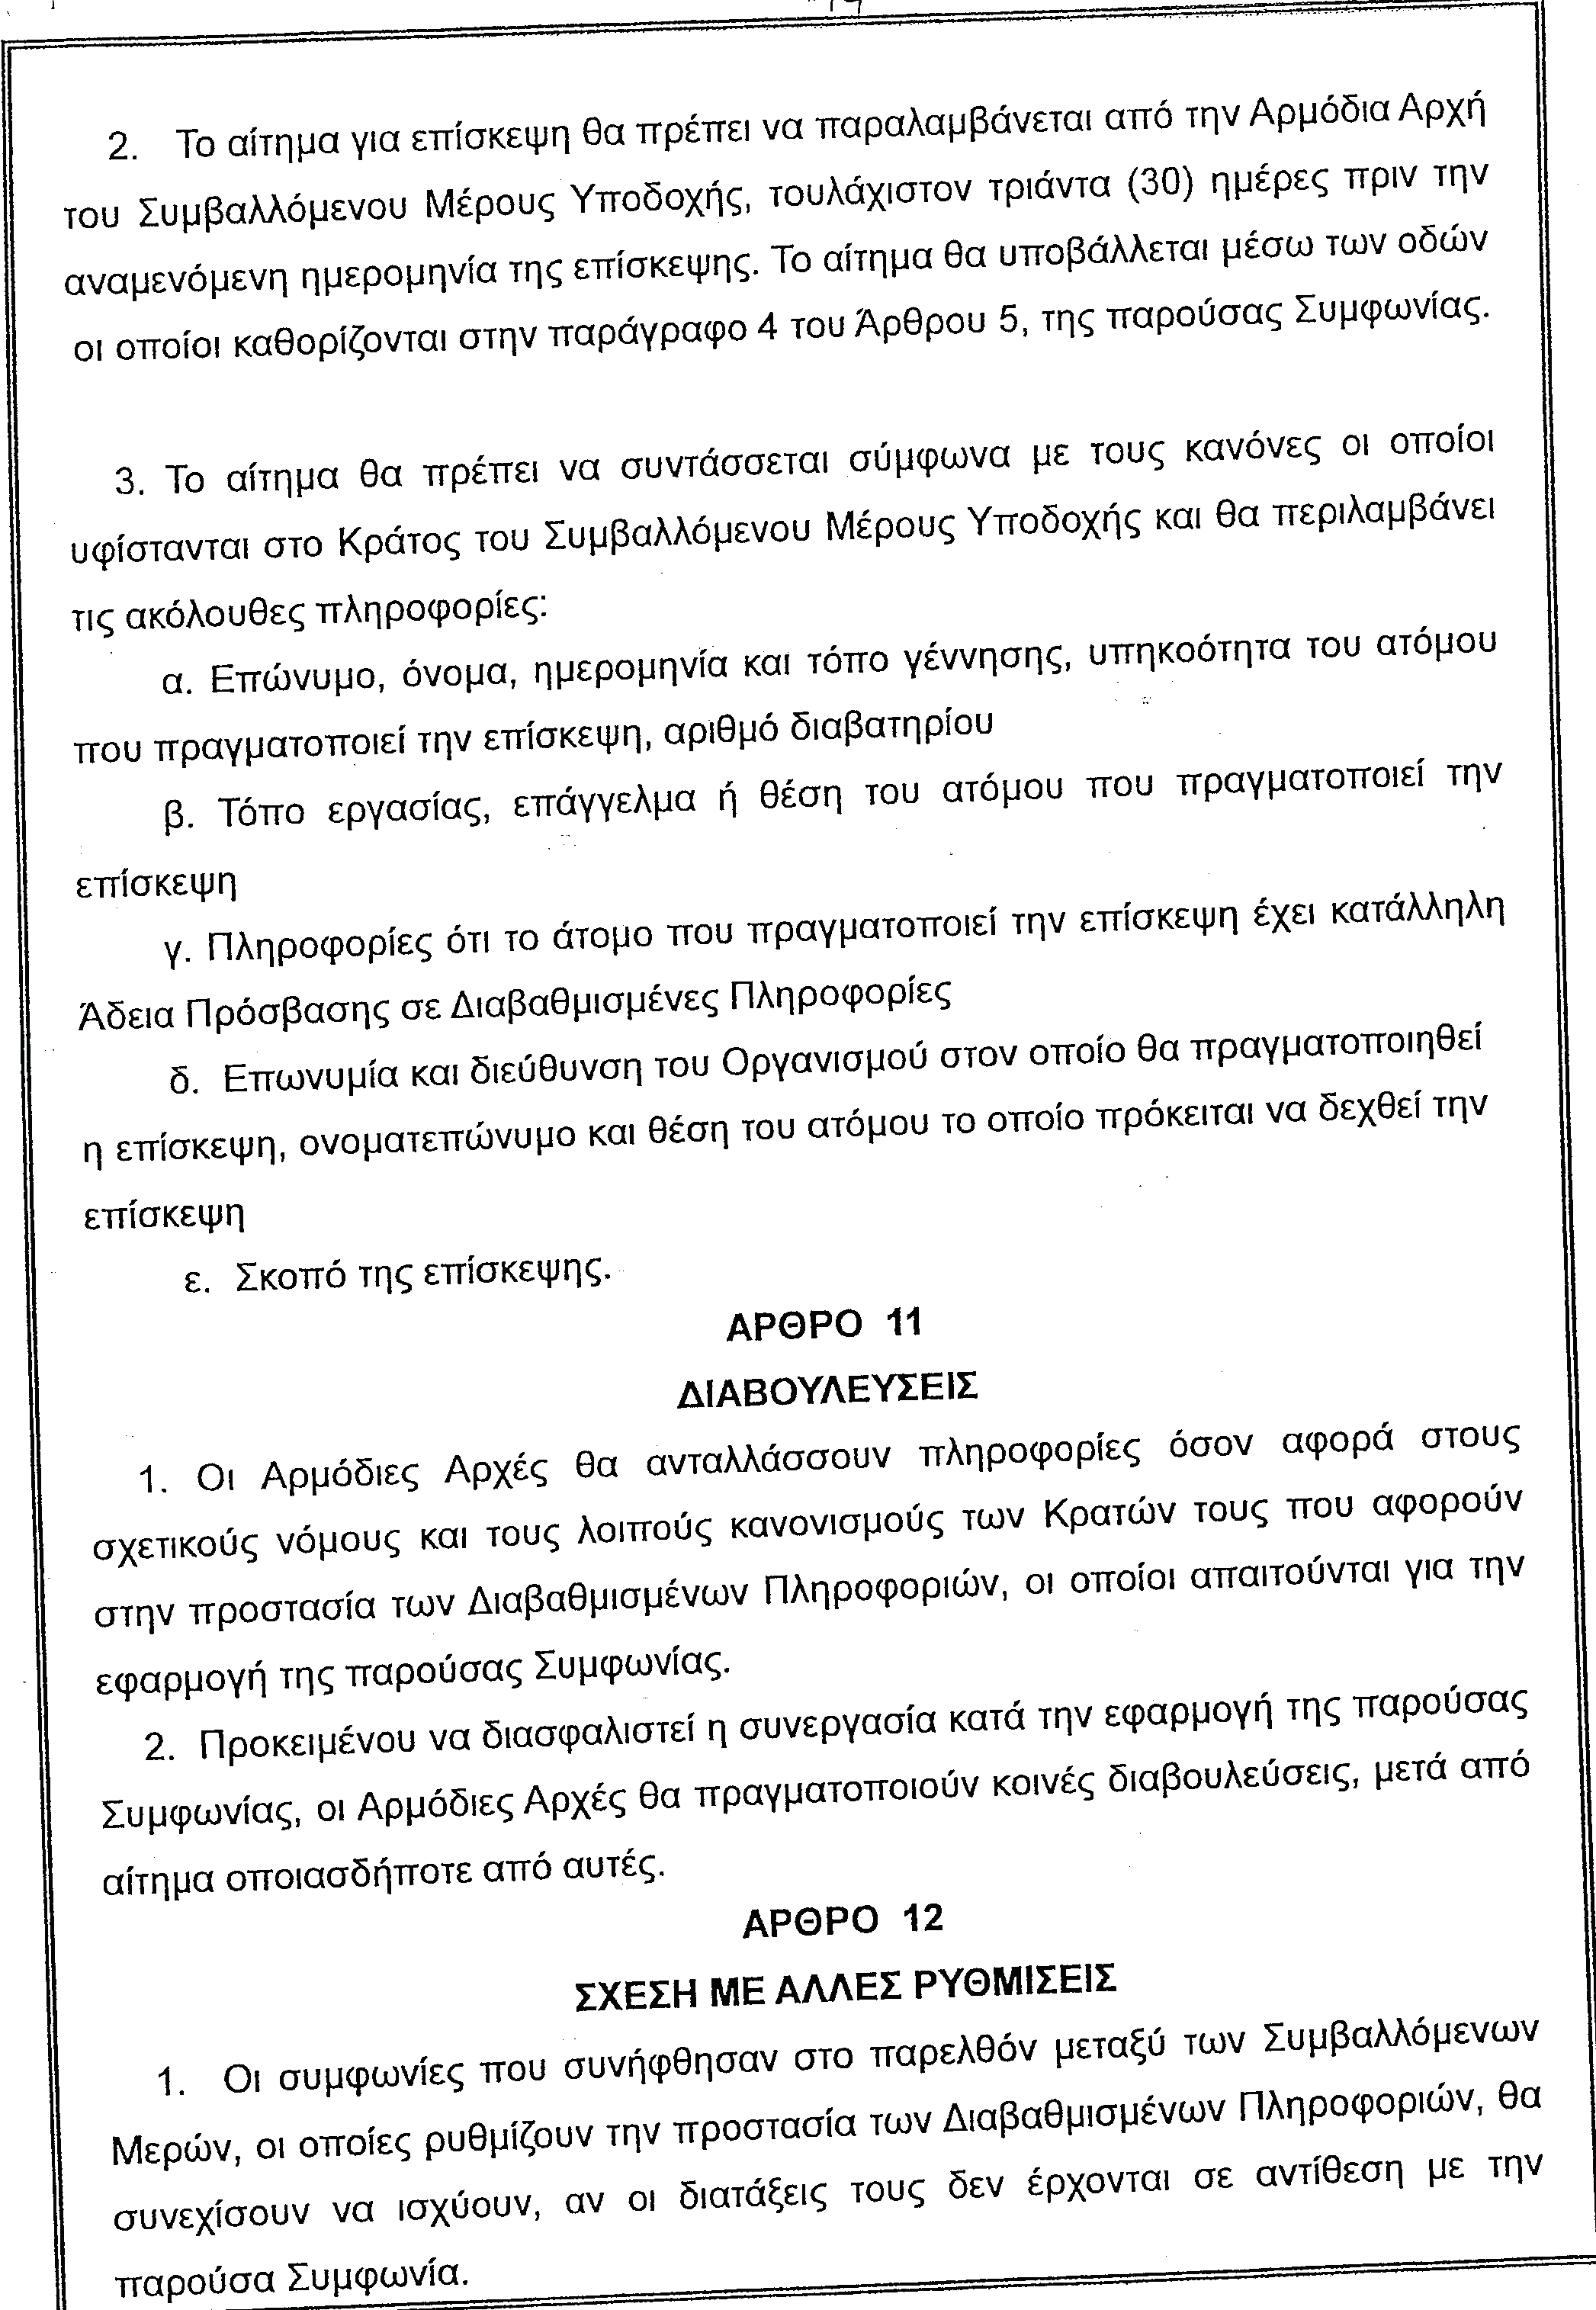 2. Το αίτημα για επίσκεψη θα πρέπει να παραλαμβάνεται από την Αρμόδια Αρχή
του Συμβαλλόμενου Μέρους Υποδοχής, τουλάχιστον τριάντα (30) ημέρες πριν την
αναμενόμενη ημερομηνία της επίσκεψης. Το αίτημα θα υποβάλλεται μέσω των οδών
οι οποίοι καθορίζονται στην παράγραφο 4 του Άρθρου 5, της παρούσας Συμφωνίας.
3. Το αίτημα θα πρέπει να συντάσσεται σύμφωνα με τους κανόνες οι οποίοι
υφίστανται στο Κράτος του Συμβαλλόμενου Μέρους Υποδοχής και θα περιλαμβάνει
τις ακόλουθες πληροφορίες:
α. Επώνυμο, όνομα, ημερομηνία και τόπο γέννησης, υπηκοότητα του ατόμου
που πραγματοποιεί την επίσκεψη, αριθμό διαβατηρίου
β. Τόπο εργασίας, επάγγελμα ή θέση του ατόμου που πραγματοποιεί την
επίσκεψη
γ. Πληροφορίες ότι το άτομο που πραγματοποιεί την επίσκεψη έχει κατάλληλη
Άδεια Πρόσβασης σε Διαβαθμισμένες Πληροφορίες
δ. Επωνυμία και διεύθυνση του Οργανισμού στον οποίο θα πραγματοποιηθεί
η επίσκεψη, ονοματεπώνυμο και θέση του ατόμου το οποίο πρόκειται να δεχθεί την
επίσκεψη
ε. Σκοπό της επίσκεψης.
ΑΡΘΡΟ 11
ΔΙΑΒΟΥΛΕΥΣΕΙΣ
1. Οι Αρμόδιες Αρχές θα ανταλλάσσουν πληροφορίες όσον αφορά στους
σχετικούς νόμους και τους λοιπούς κανονισμούς των Κρατών τους που αφορούν
στην προστασία των Διαβαθμισμένων Πληροφοριών, οι οποίοι απαιτούνται για την
εφαρμογή της παρούσας Συμφωνίας.
2. Προκειμένου να διασφαλιστεί η συνεργασία κατά την εφαρμογή της παρούσας
Συμφωνίας, οι Αρμόδιες Αρχές θα πραγματοποιούν κοινές διαβουλεύσεις, μετά από
αίτημα οποιασδήποτε από αυτές.
ΑΡΘΡΟ 12
ΣΧΕΣΗ ΜΕ ΑΛΛΕΣ ΡΥΘΜΙΣΕΙΣ
1. Οι συμφωνίες που συνήφθησαν στο παρελθόν μεταξύ των Συμβαλλόμενων
Μερών, οι οποίες ρυθμίζουν την προστασία των Διαβαθμισμένων Πληροφοριών, θα
συνεχίσουν να ισχύουν, αν οι διατάξεις τους δεν έρχονται σε αντίθεση με την
παρούσα Συμφωνία.